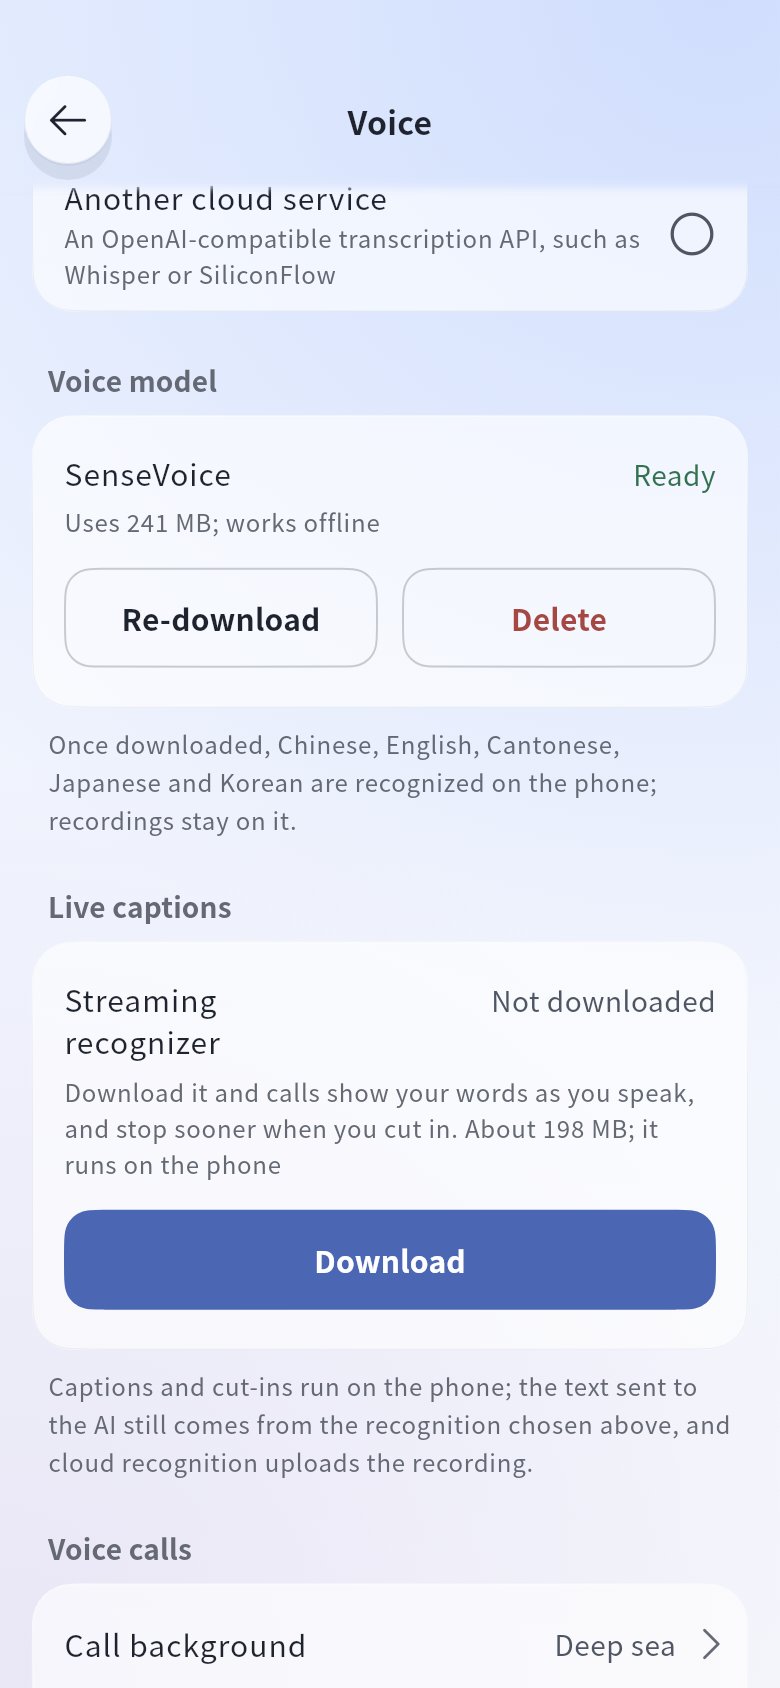 Voice
Another cloud service
An OpenAI-compatible transcription API, such as
Whisper or SiliconFlow
Voice model
SenseVoice
Ready
Uses 241 MB; works offline
Re-download
Delete
Once downloaded, Chinese, English, Cantonese,
Japanese and Korean are recognized on the phone;
recordings stay on it.
Live captions
Streaming
recognizer
Not downloaded
Download it and calls show your words as you speak,
and stop sooner when you cut in. About 198 MB; it
runs on the phone
Download
Captions and cut-ins run on the phone; the text sent to
the AI still comes from the recognition chosen above, and
cloud recognition uploads the recording.
Voice calls
Call background
Deep sea